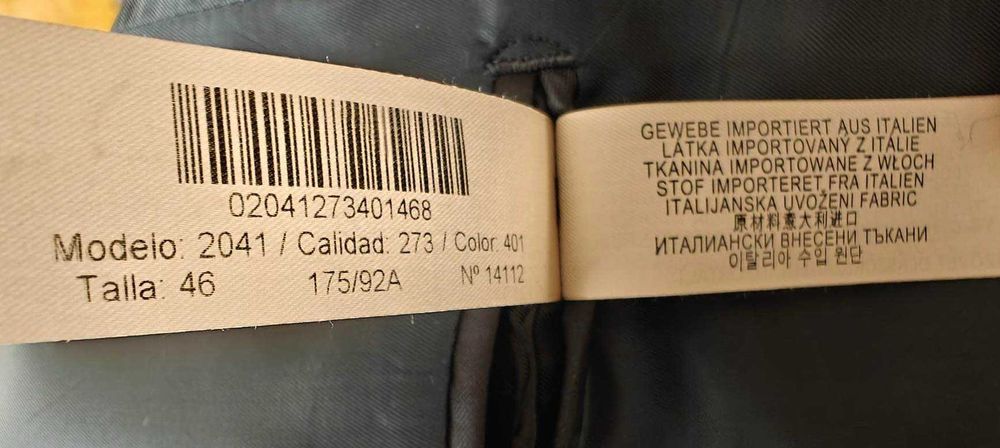 02041273401468
Modelo: 2041 / Calidad: 273 / Color: 401
Talla: 46 175/92A Nº 14112
GEWEBE IMPORTIERT AUS ITALIEN
LÁTKA IMPORTOVANÝ Z ITALIE
TKANINA IMPORTOWANE Z WŁOCH
STOF IMPORTERET FRA ITALIEN
ITALIJANSKA UVOŽENI FABRIC
原材料意大利进口
ИТАЛИАНСКИ ВНЕСЕНИ ТЪКАНИ
이탈리아 수입 원단